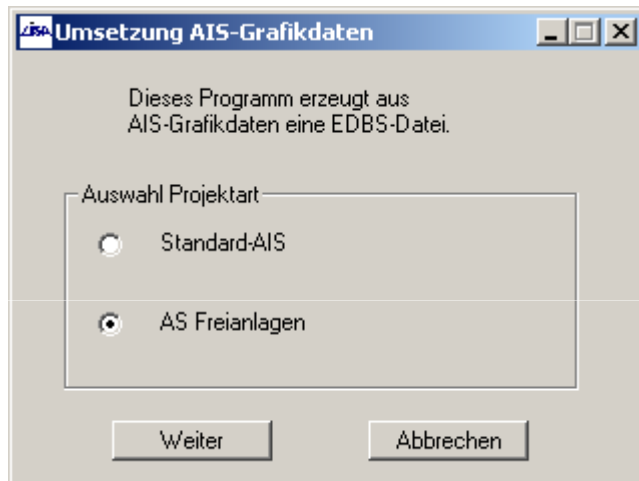 LISA Umsetzung AIS-Grafikdaten
Dieses Programm erzeugt aus
AIS-Grafikdaten eine EDBS-Datei.
Auswahl Projektart
Standard-AIS
AS Freianlagen
Weiter Abbrechen